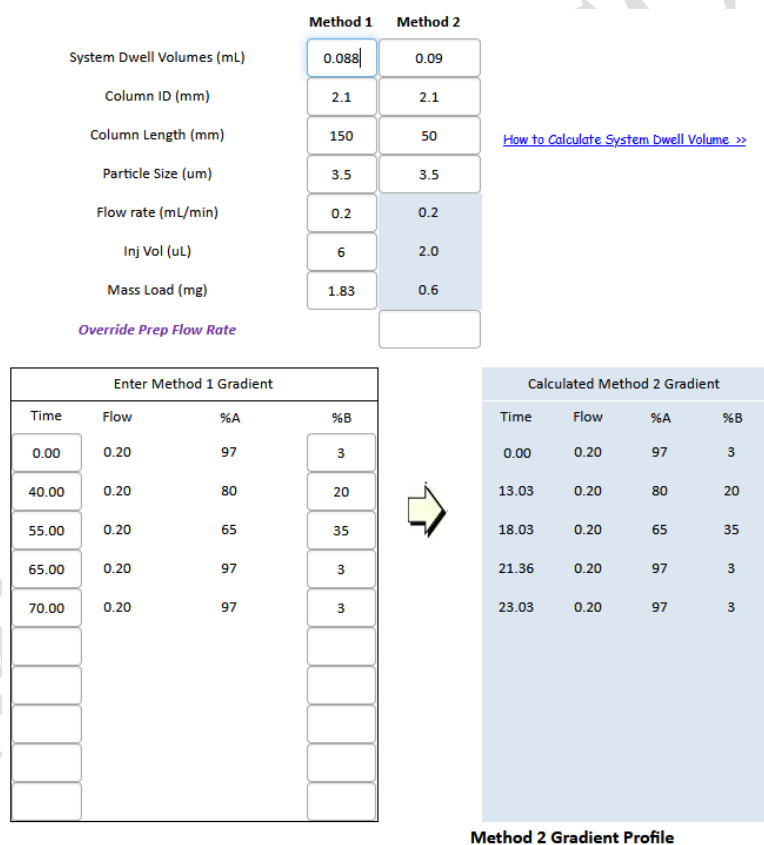 Method 1 Method 2
System Dwell Volumes (mL) 0.088 0.09
Column ID (mm) 2.1 2.1
Column Length (mm) 150 50
How to Calculate System Dwell Volume >>
Particle Size (um) 3.5 3.5
Flow rate (mL/min) 0.2 0.2
Inj Vol (uL) 6 2.0
Mass Load (mg) 1.83 0.6
Override Prep Flow Rate
Enter Method 1 Gradient
Time Flow %A %B
0.00 0.20 97 3
40.00 0.20 80 20
55.00 0.20 65 35
65.00 0.20 97 3
70.00 0.20 97 3
Calculated Method 2 Gradient
Time Flow %A %B
0.00 0.20 97 3
13.03 0.20 80 20
18.03 0.20 65 35
21.36 0.20 97 3
23.03 0.20 97 3
Method 2 Gradient Profile